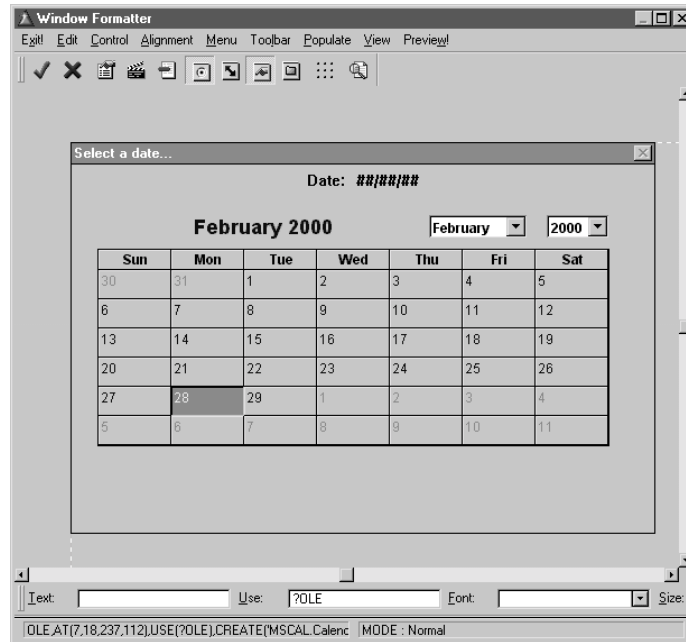 Window Formatter
Exit! Edit Control Alignment Menu Toolbar Populate View Preview!
Select a date...
Date: ##/##/##
February 2000 February 2000
Sun Mon Tue Wed Thu Fri Sat
30 31 1 2 3 4 5
6 7 8 9 10 11 12
13 14 15 16 17 18 19
20 21 22 23 24 25 26
27 28 29 1 2 3 4
5 6 7 8 9 10 11
Text: Use: ?OLE Font: Size:
OLE,AT(7,18,237,112),USE(?OLE),CREATE('MSCAL.Calenc MODE : Normal